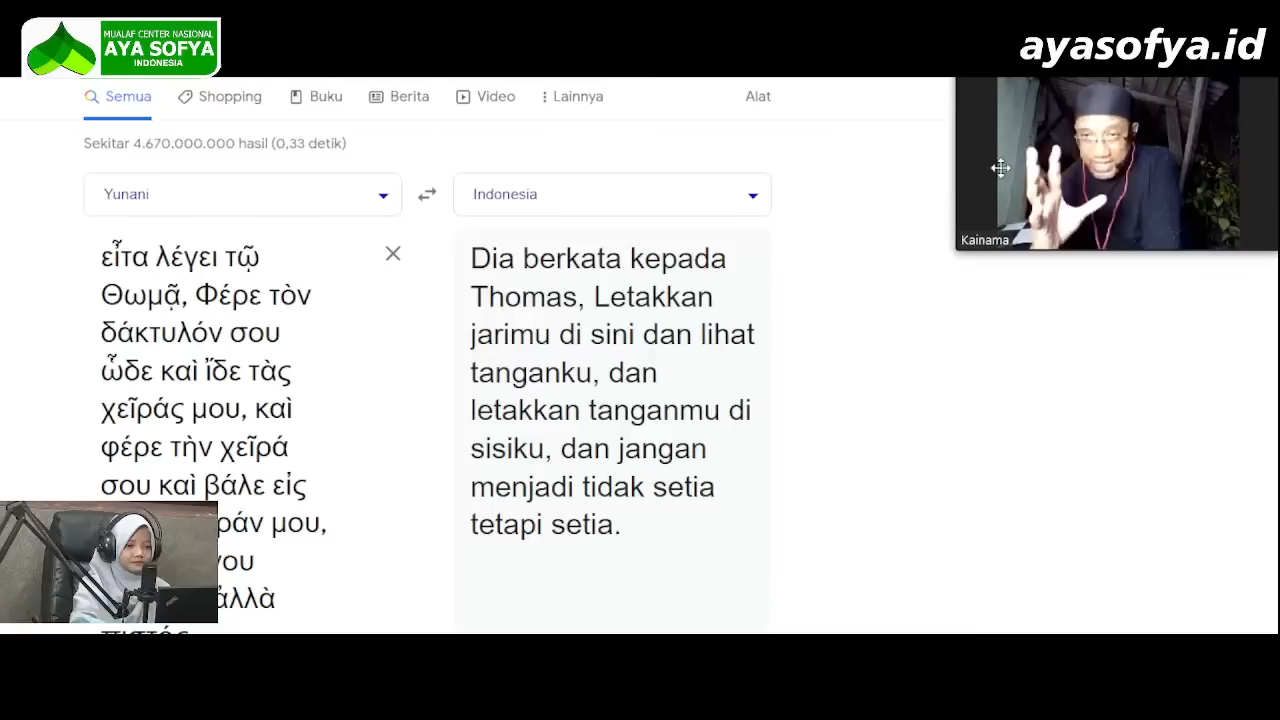 MUALAF CENTER NASIONAL
AYA SOFYA
INDONESIA
ayasofya.id
Semua
Shopping
Buku
Berita
Video
Lainnya
Alat
Sekitar 4.670.000.000 hasil (0,33 detik)
Yunani
Indonesia
εἶτα λέγει τῷ
Θωμᾷ, Φέρε τὸν
δάκτυλόν σου
ὧδε καὶ ἴδε τὰς
χεῖράς μου, καὶ
φέρε τὴν χεῖρά
σου καὶ βάλε εἰς
μου,
Dia berkata kepada
Thomas, Letakkan
jarimu di sini dan lihat
tanganku, dan
letakkan tanganmu di
sisiku, dan jangan
menjadi tidak setia
tetapi setia.
Kainama